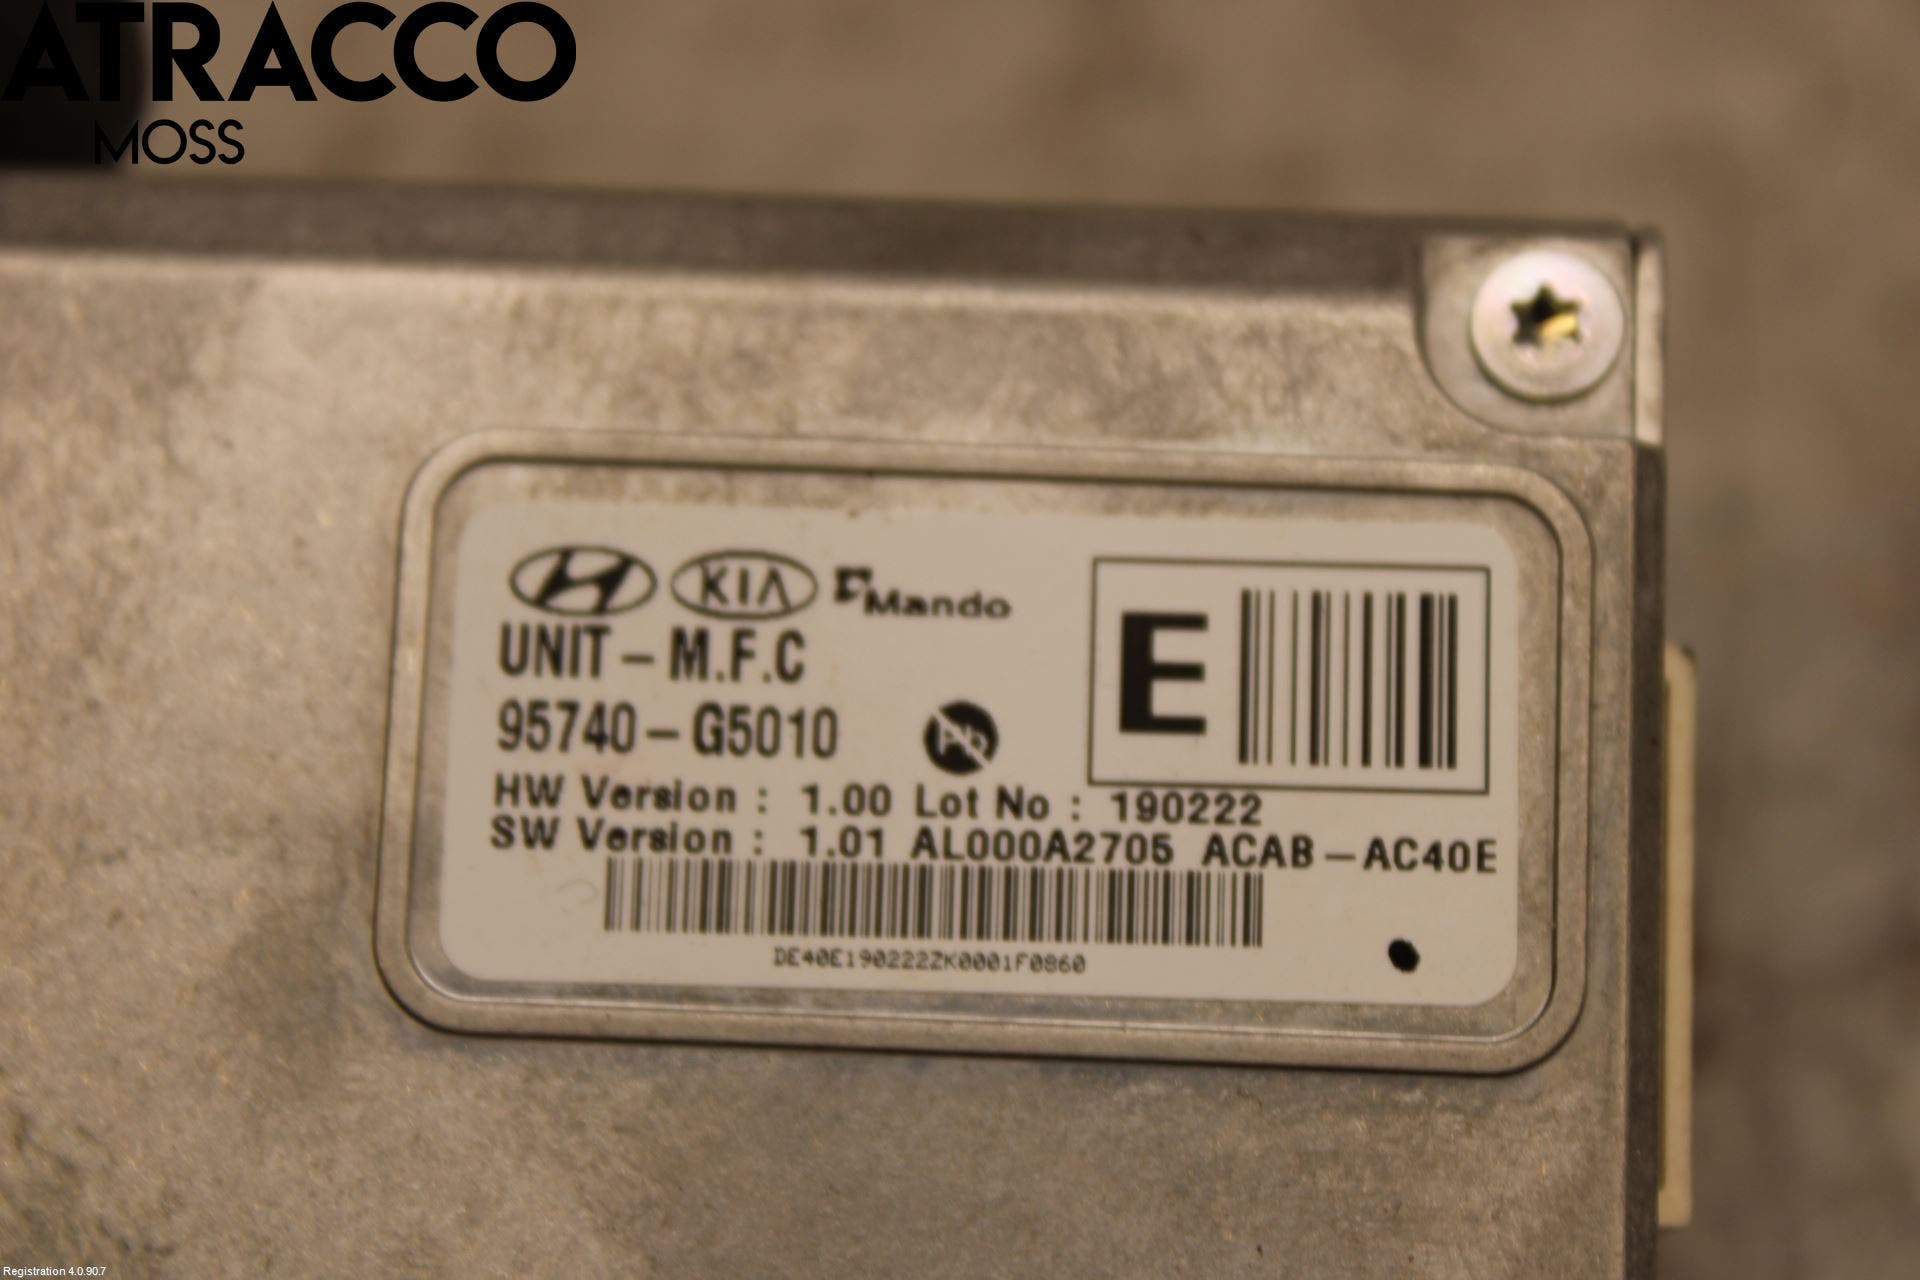 ATRACCO
MOSS
KIA Mando
UNIT - M.F.C
95740 - G5010
Pb
E
HW Version : 1.00 Lot No : 190222
SW Version : 1.01 AL000A2705 ACAB - AC40E
DE40E190222ZK0001F0860
Registration 4.0.90.7